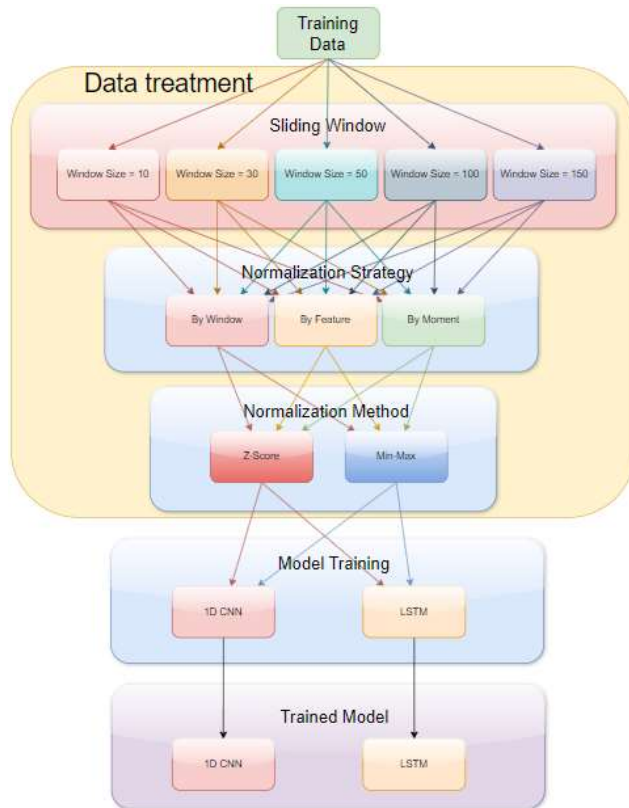 Training
Data
Data treatment
Sliding Window
Window Size = 10
Window Size = 30
Window Size = 50
Window Size = 100
Window Size = 150
Normalization Strategy
By Window
By Feature
By Moment
Normalization Method
Z-Score
Min-Max
Model Training
1D CNN
LSTM
Trained Model
1D CNN
LSTM